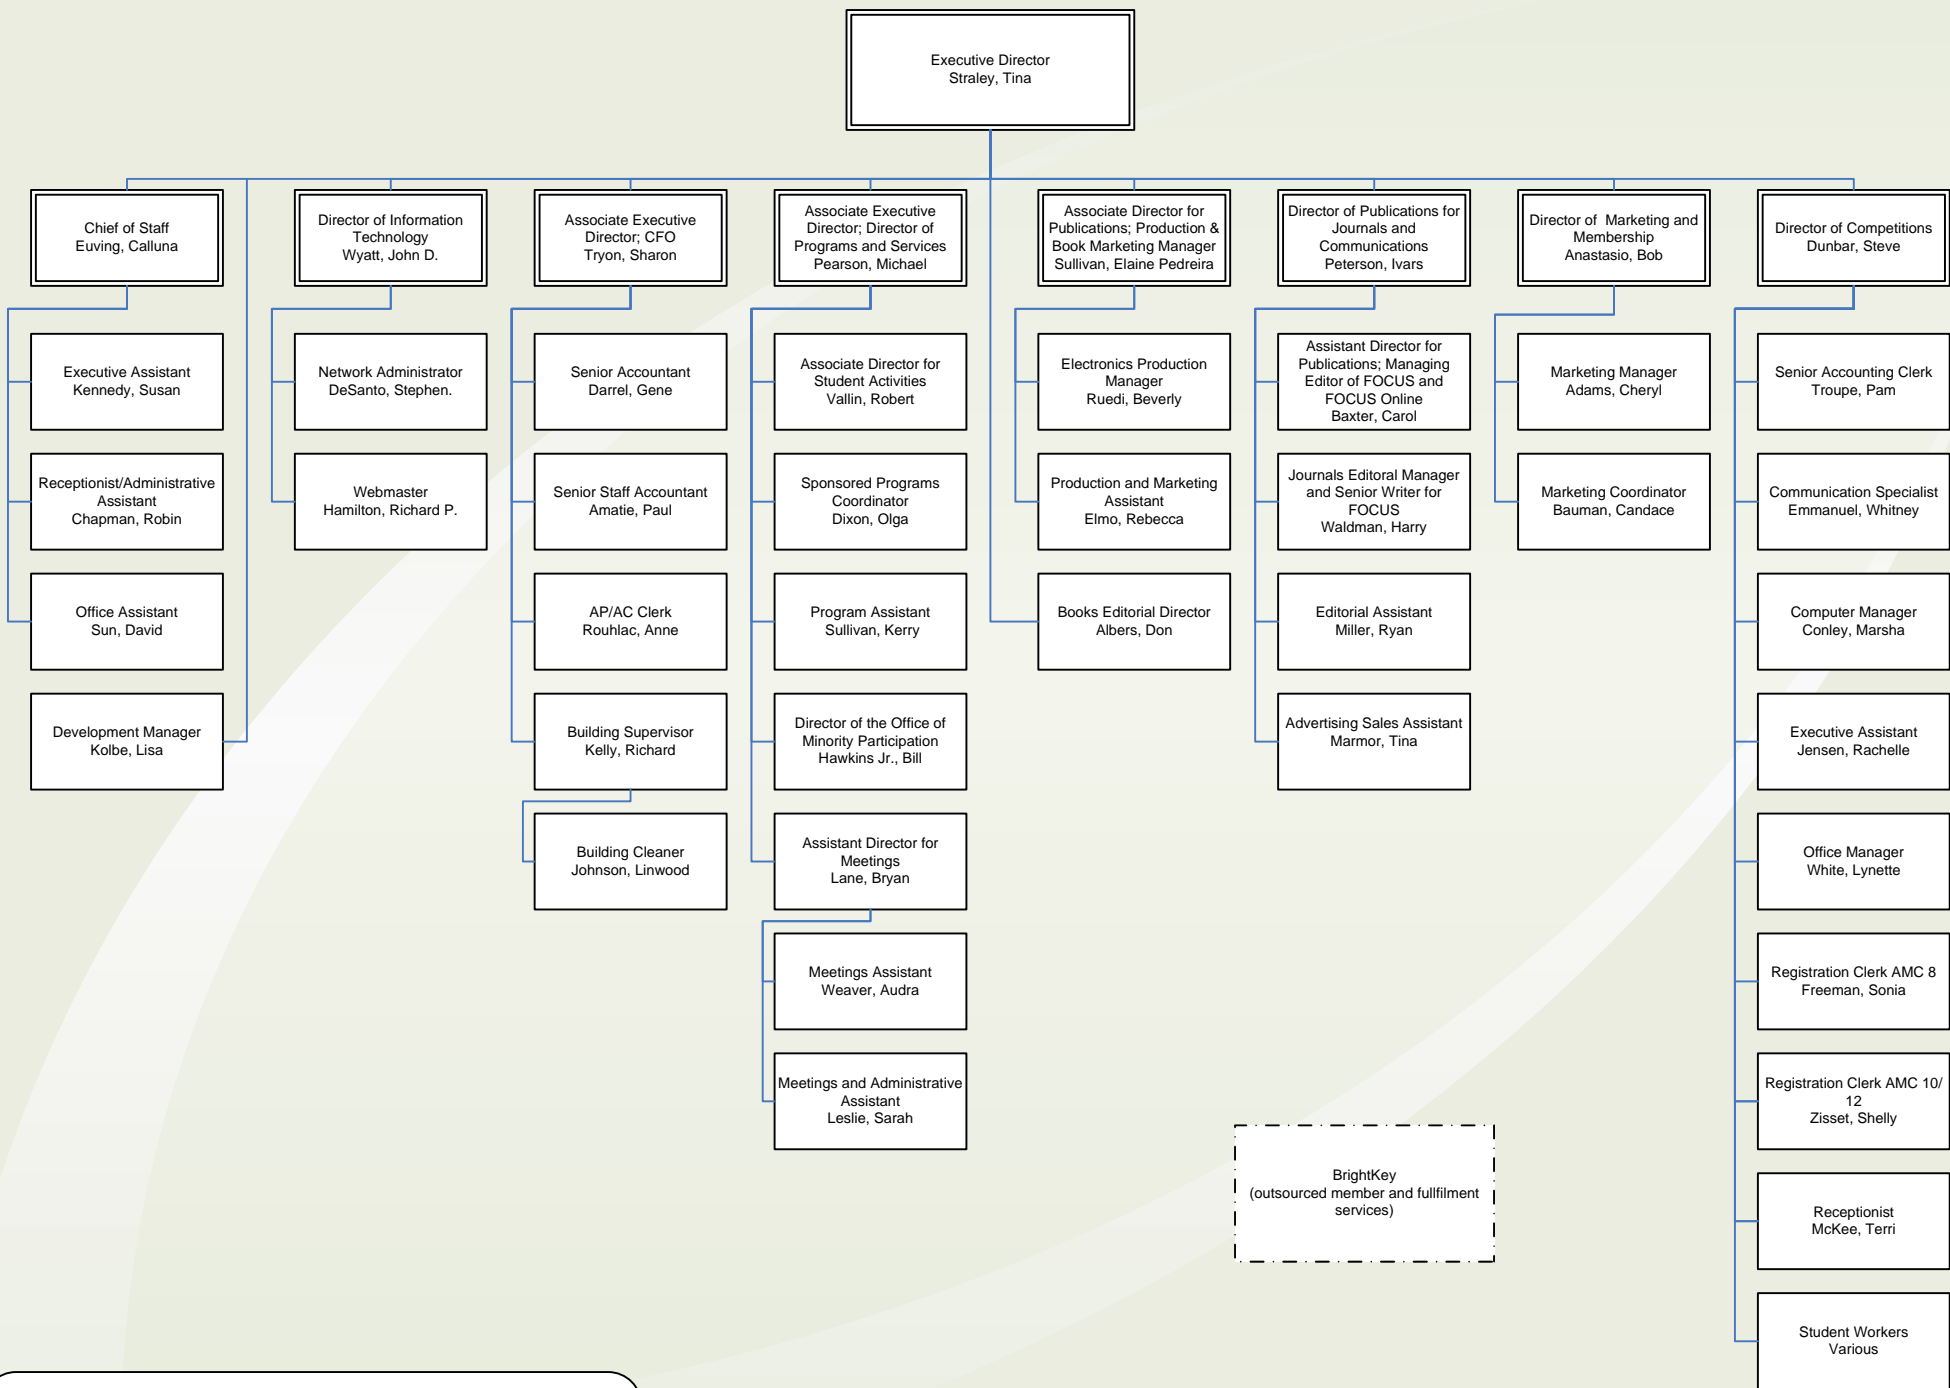 Executive Director
Straley, Tina
Chief of Staff
Euving, Calluna
Director of Information
Technology
Wyatt, John D.
Associate Executive
Director; CFO
Tryon, Sharon
Associate Executive
Director; Director of
Programs and Services
Pearson, Michael
Associate Director for
Publications; Production &
Book Marketing Manager
Sullivan, Elaine Pedreira
Director of Publications for
Journals and
Communications
Peterson, Ivars
Director of  Marketing and
Membership
Anastasio, Bob
Director of Competitions
Dunbar, Steve
Executive Assistant
Kennedy, Susan
Network Administrator
DeSanto, Stephen.
Senior Accountant
Darrel, Gene
Associate Director for
Student Activities
Vallin, Robert
Electronics Production
Manager
Ruedi, Beverly
Assistant Director for
Publications; Managing
Editor of FOCUS and
FOCUS Online
Baxter, Carol
Marketing Manager
Adams, Cheryl
Senior Accounting Clerk
Troupe, Pam
Receptionist/Administrative
Assistant
Chapman, Robin
Webmaster
Hamilton, Richard P.
Senior Staff Accountant
Amatie, Paul
Sponsored Programs
Coordinator
Dixon, Olga
Production and Marketing
Assistant
Elmo, Rebecca
Journals Editoral Manager
and Senior Writer for
FOCUS
Waldman, Harry
Marketing Coordinator
Bauman, Candace
Communication Specialist
Emmanuel, Whitney
Office Assistant
Sun, David
AP/AC Clerk
Rouhlac, Anne
Program Assistant
Sullivan, Kerry
Books Editorial Director
Albers, Don
Editorial Assistant
Miller, Ryan
Computer Manager
Conley, Marsha
Development Manager
Kolbe, Lisa
Building Supervisor
Kelly, Richard
Director of the Office of
Minority Participation
Hawkins Jr., Bill
Advertising Sales Assistant
Marmor, Tina
Executive Assistant
Jensen, Rachelle
Building Cleaner
Johnson, Linwood
Assistant Director for
Meetings
Lane, Bryan
Office Manager
White, Lynette
Meetings Assistant
Weaver, Audra
Registration Clerk AMC 8
Freeman, Sonia
Meetings and Administrative
Assistant
Leslie, Sarah
Registration Clerk AMC 10/
12
Zisset, Shelly
BrightKey
(outsourced member and fullfilment
services)
Receptionist
McKee, Terri
Student Workers
Various